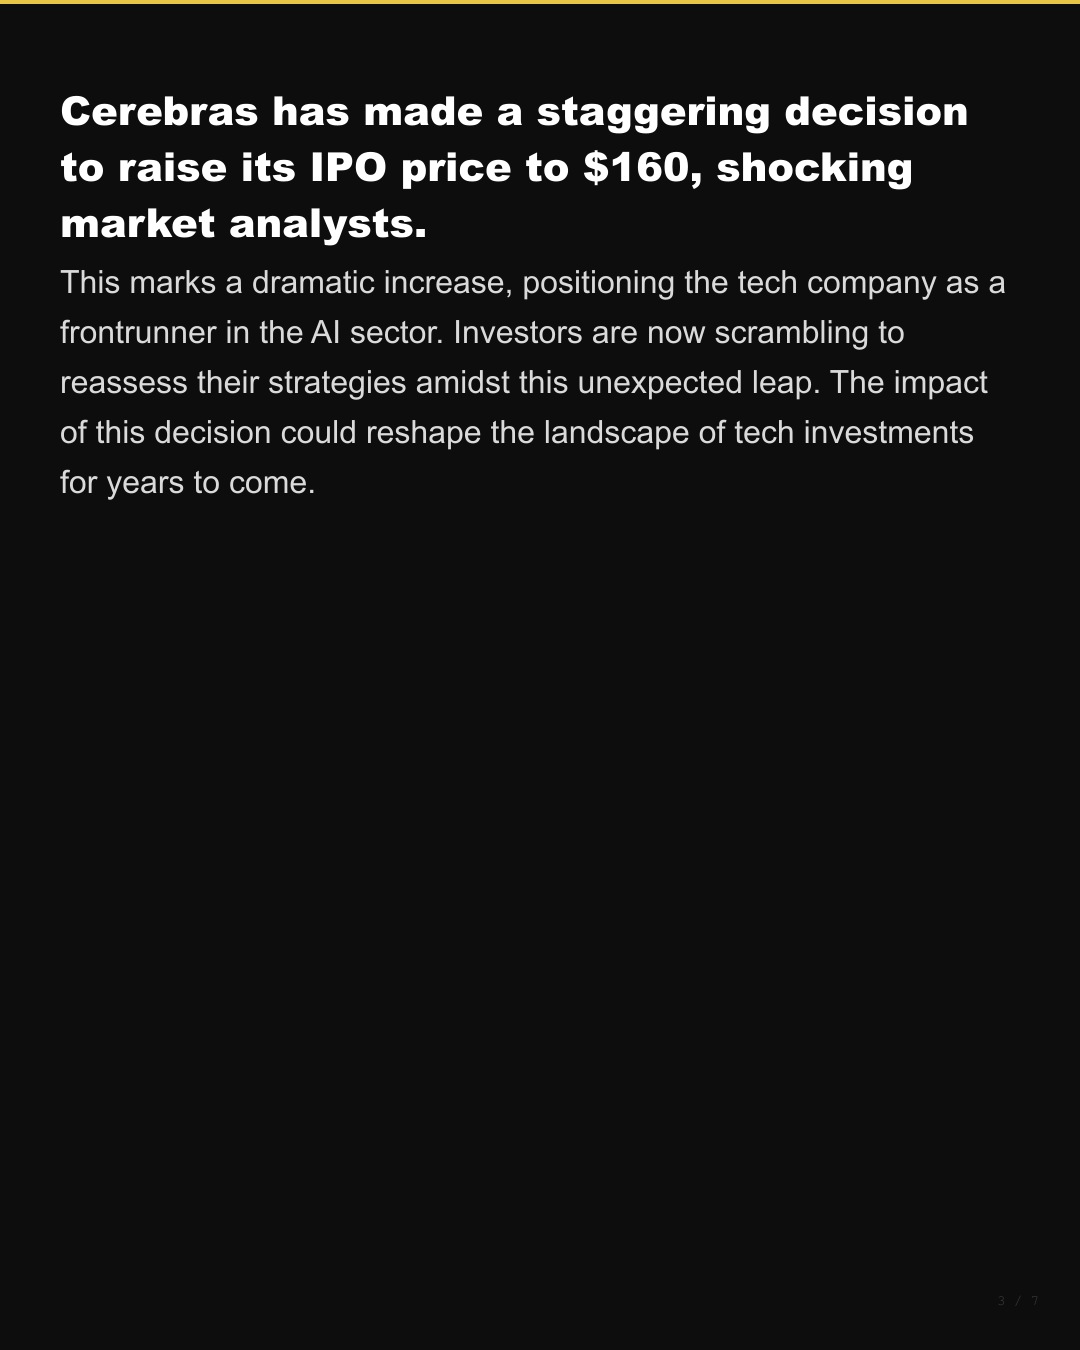 Cerebras has made a staggering decision
to raise its IPO price to $160, shocking
market analysts.
This marks a dramatic increase, positioning the tech company as a
frontrunner in the AI sector. Investors are now scrambling to
reassess their strategies amidst this unexpected leap. The impact
of this decision could reshape the landscape of tech investments
for years to come.
3 / 7